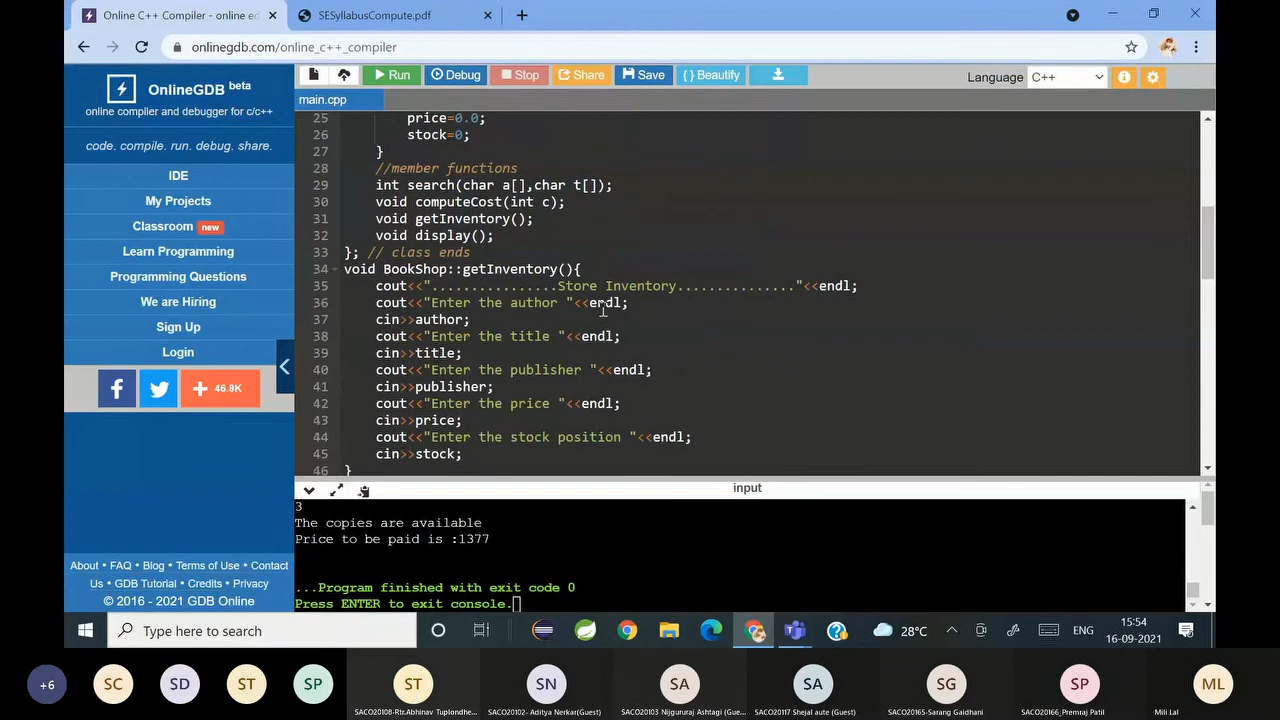 Online C++ Compiler - online ed
SESyllabusCompute.pdf
onlinegdb.com/online_c++_compiler
OnlineGDB beta
online compiler and debugger for c/c++
code. compile. run. debug. share.
IDE
My Projects
Classroom new
Learn Programming
Programming Questions
We are Hiring
Sign Up
Login
46.8K
About • FAQ • Blog • Terms of Use • Contact
Us • GDB Tutorial • Credits • Privacy
© 2016 - 2021 GDB Online
Run
Debug
Stop
Share
Save
{ } Beautify
Language C++
main.cpp
25 price=0.0;
26 stock=0;
27 }
28 //member functions
29 int search(char a[],char t[]);
30 void computeCost(int c);
31 void getInventory();
32 void display();
33 }; // class ends
34 void BookShop::getInventory(){
35 cout<<"................Store Inventory..............."<<endl;
36 cout<<"Enter the author "<<endl;
37 cin>>author;
38 cout<<"Enter the title "<<endl;
39 cin>>title;
40 cout<<"Enter the publisher "<<endl;
41 cin>>publisher;
42 cout<<"Enter the price "<<endl;
43 cin>>price;
44 cout<<"Enter the stock position "<<endl;
45 cin>>stock;
46 }
input
3
The copies are available
Price to be paid is :1377
...Program finished with exit code 0
Press ENTER to exit console.
Type here to search
28°C
ENG
15:54
16-09-2021
+6
SC
SD
ST
SP
ST
SN
SA
SA
SG
SP
ML
SACO20108-Rtr.Abhinav Tuplondhe...
SACO20102- Aditya Nerkar(Guest)
SACO20103 Nijgururaj Ashtagi (Gue...
SACO20117 Shejal aute (Guest)
SACO20165-Sarang Gaidhani
SACO20166_Premraj Patil
Mili Lal